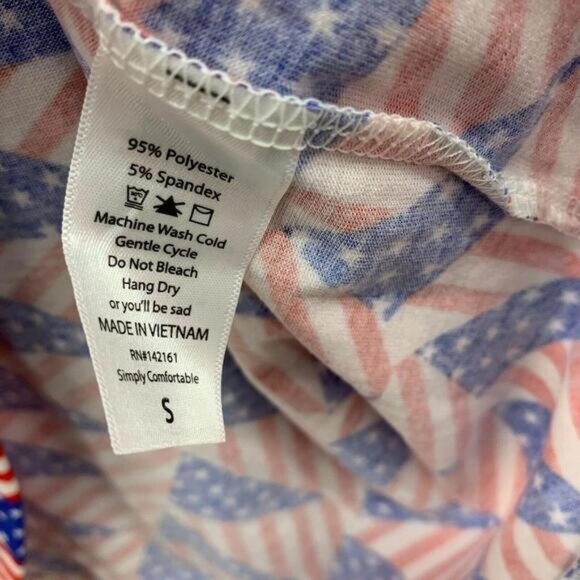 95% Polyester
5% Spandex
Machine Wash Cold
Gentle Cycle
Do Not Bleach
Hang Dry
or you'll be sad
MADE IN VIETNAM
RN#142161
Simply Comfortable
S